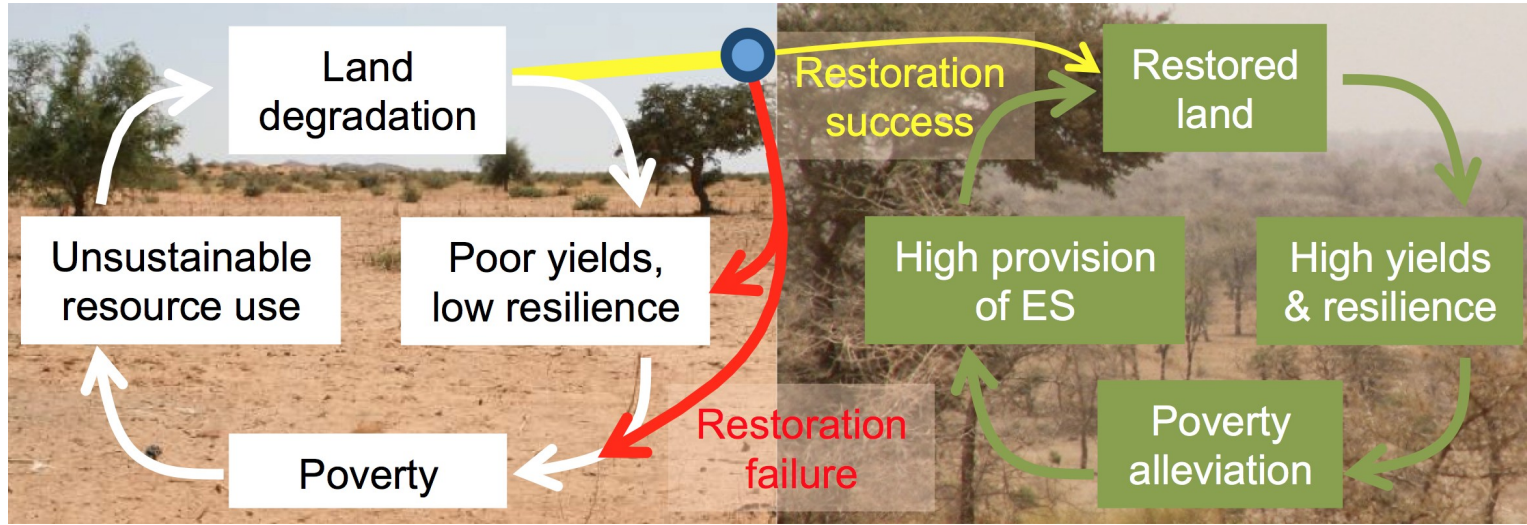 Land
degradation
Unsustainable
resource use
Poor yields,
low resilience
Poverty
Restoration
success
Restoration
failure
Restored
land
High provision
of ES
High yields
& resilience
Poverty
alleviation